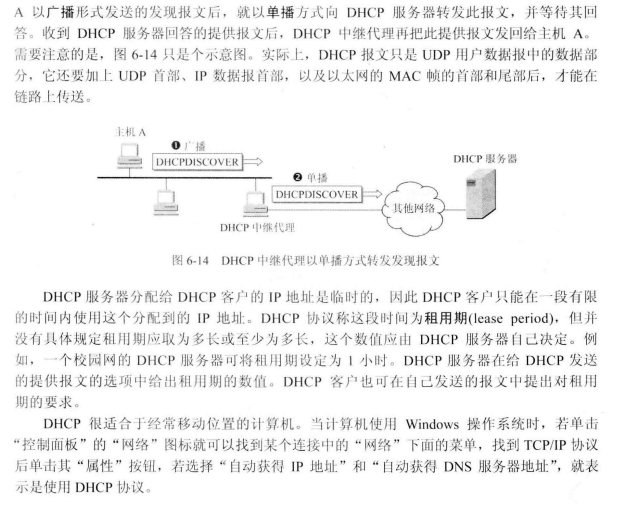 A 以广播形式发送的发现报文后，就以单播方式向 DHCP 服务器转发此报文，并等待其回
答。收到 DHCP 服务器回答的提供报文后，DHCP 中继代理再把此提供报文发回给主机 A。
需要注意的是，图 6-14 只是个示意图。实际上，DHCP 报文只是 UDP 用户数据报中的数据部
分，它还要加上 UDP 首部、IP 数据报首部，以及以太网的 MAC 帧的首部和尾部后，才能在
链路上传送。
主机 A
❶ 广播
DHCPDISCOVER
❷ 单播
DHCPDISCOVER
DHCP 服务器
其他网络
DHCP 中继代理
图 6-14 DHCP 中继代理以单播方式转发发现报文
DHCP 服务器分配给 DHCP 客户的 IP 地址是临时的，因此 DHCP 客户只能在一段有限
的时间内使用这个分配到的 IP 地址。DHCP 协议称这段时间为租用期(lease period)，但并
没有具体规定租用期应取为多长或至少为多长，这个数值应由 DHCP 服务器自己决定。例
如，一个校园网的 DHCP 服务器可将租用期设定为 1 小时。DHCP 服务器在给 DHCP 发送
的提供报文的选项中给出租用期的数值。DHCP 客户也可在自己发送的报文中提出对租用
期的要求。
DHCP 很适合于经常移动位置的计算机。当计算机使用 Windows 操作系统时，若单击
“控制面板”的“网络”图标就可以找到某个连接中的“网络”下面的菜单，找到 TCP/IP 协议
后单击其“属性”按钮，若选择“自动获得 IP 地址”和“自动获得 DNS 服务器地址”，就表
示是使用 DHCP 协议。